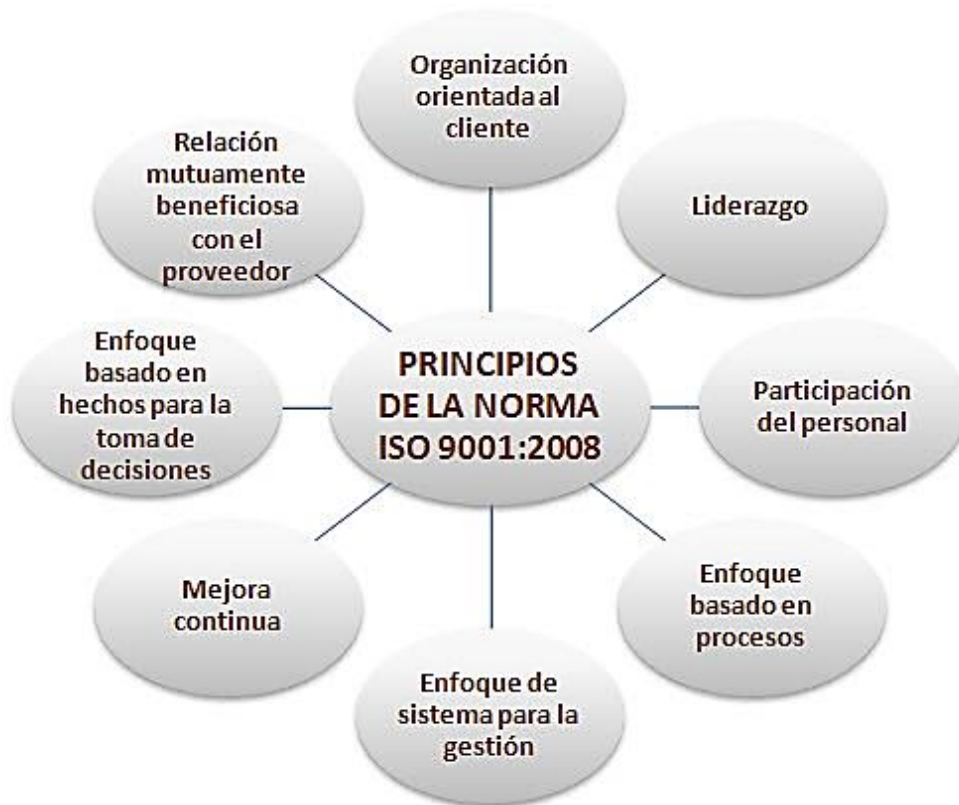 Organización
orientada al
cliente
Liderazgo
Participación
del personal
Enfoque
basado en
procesos
Enfoque de
sistema para la
gestión
Mejora
continua
Enfoque
basado en
hechos para la
toma de
decisiones
Relación
mutuamente
beneficiosa
con el
proveedor
PRINCIPIOS
DE LA NORMA
ISO 9001:2008